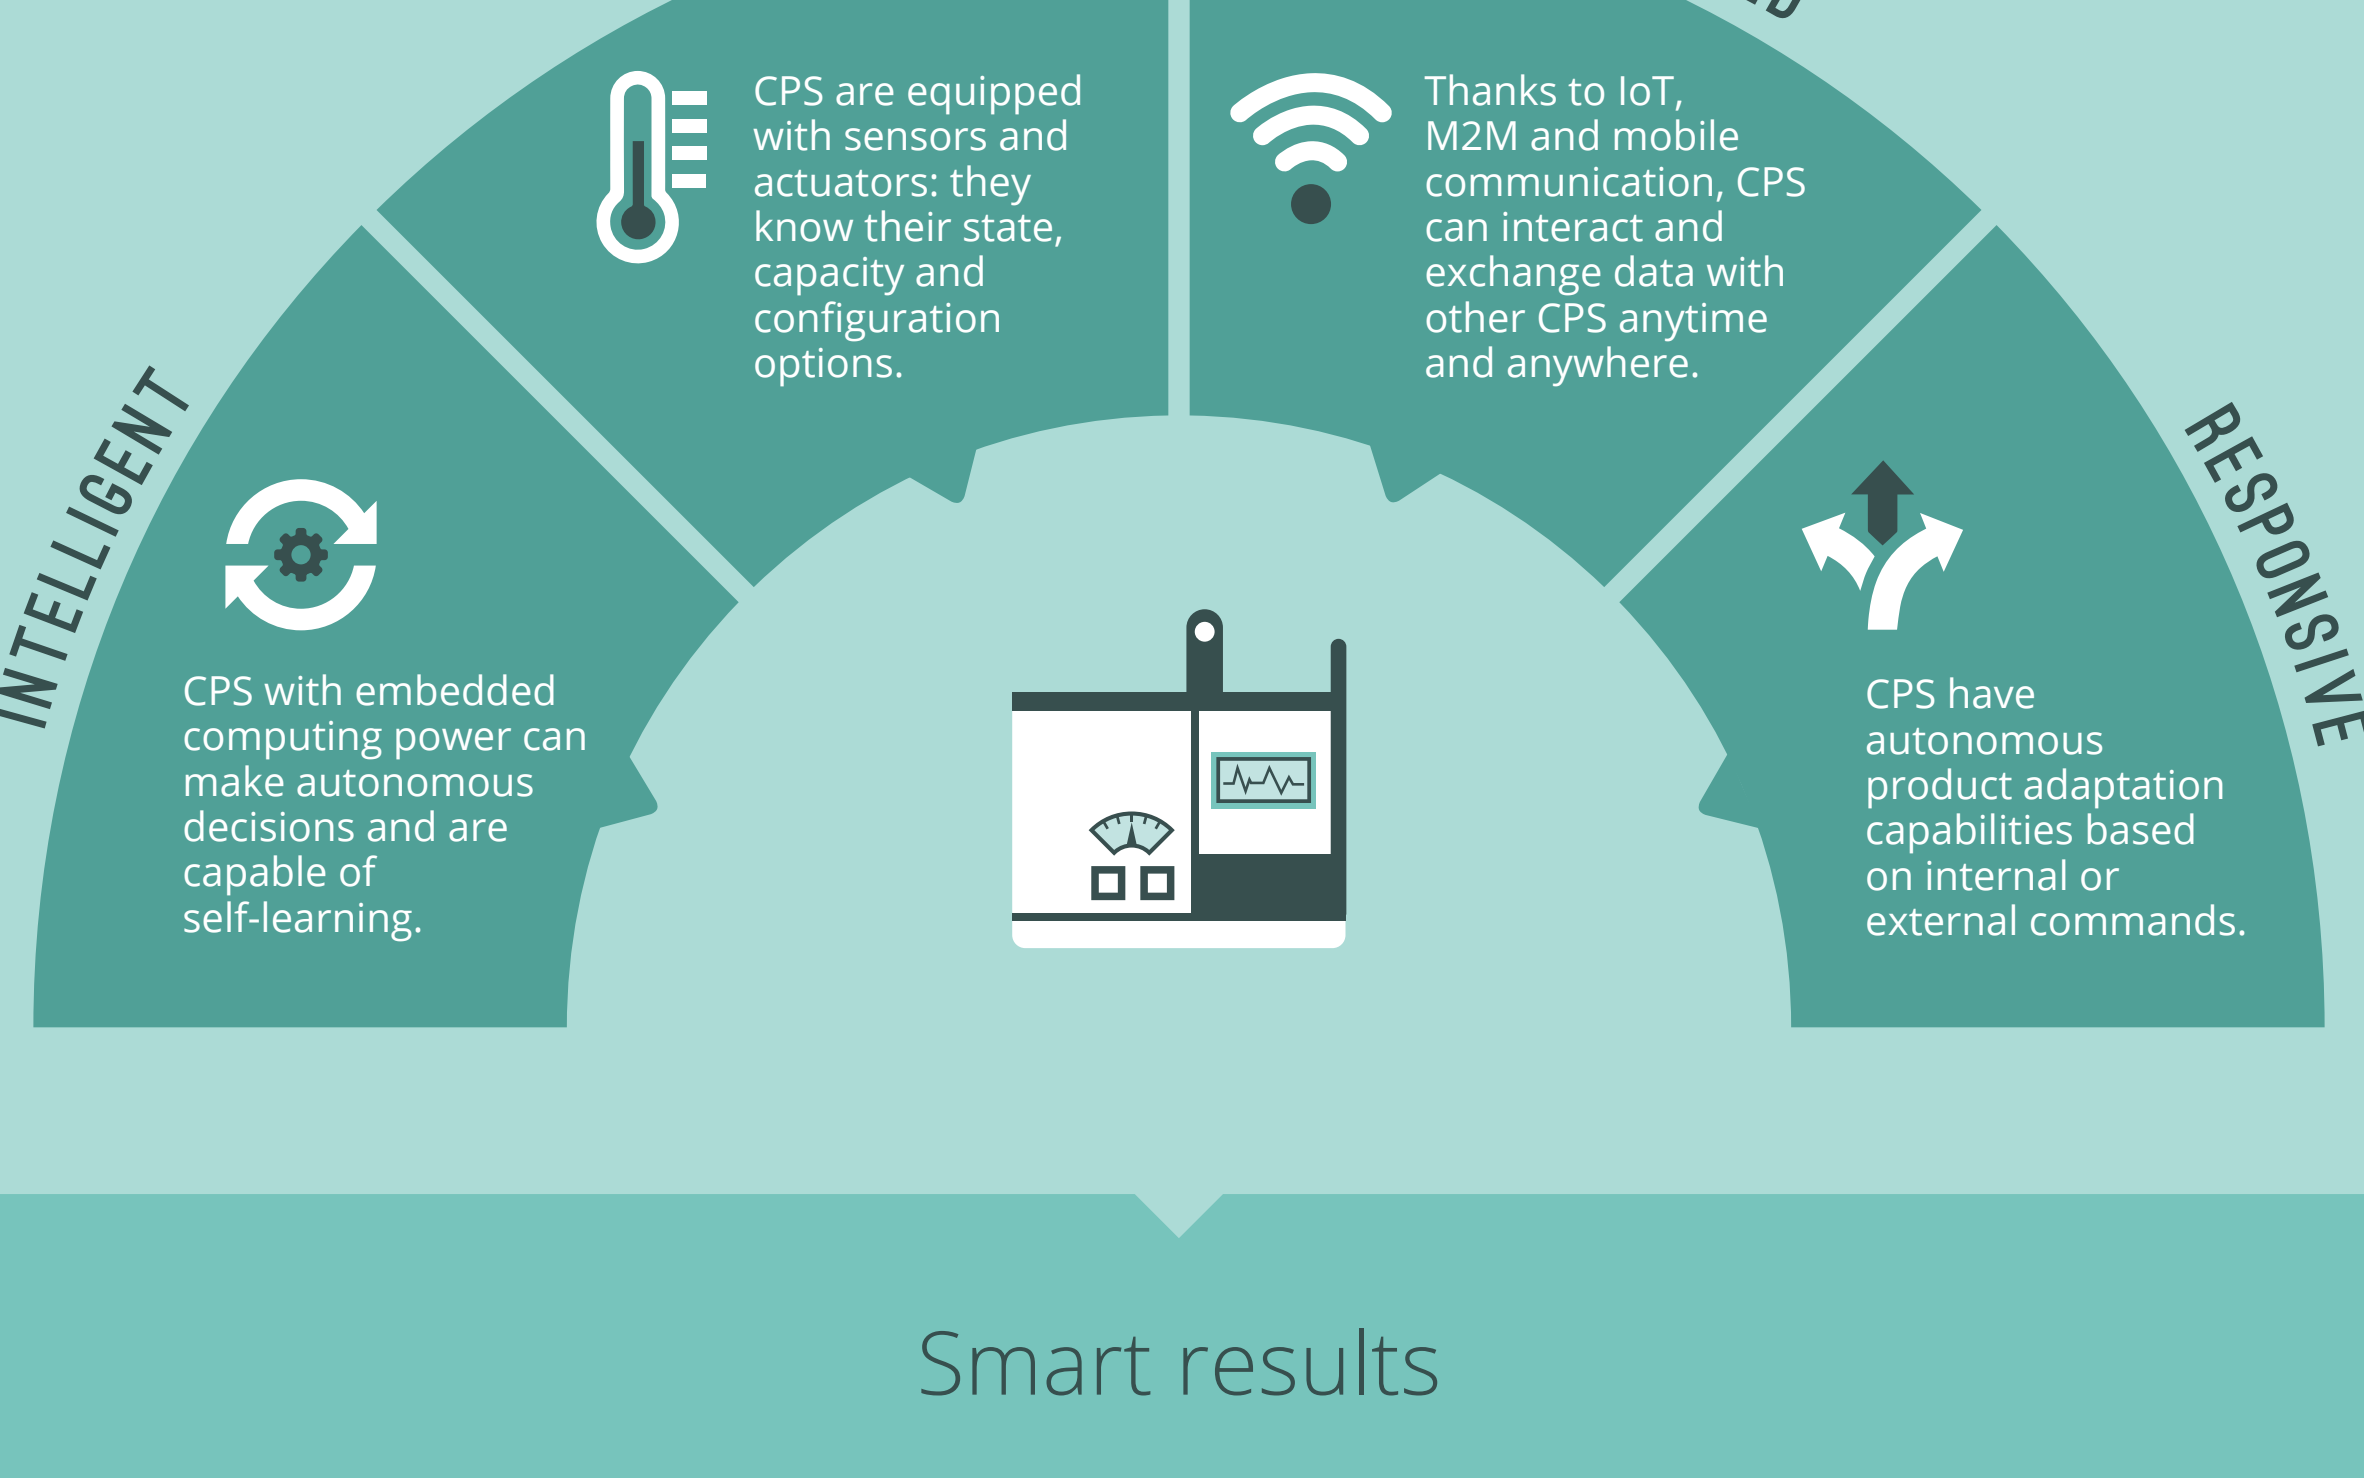 INTELLIGENT
CPS with embedded
computing power can
make autonomous
decisions and are
capable of
self-learning.
CPS are equipped
with sensors and
actuators: they
know their state,
capacity and
configuration
options.
Thanks to IoT,
M2M and mobile
communication, CPS
can interact and
exchange data with
other CPS anytime
and anywhere.
RESPONSIVE
CPS have
autonomous
product adaptation
capabilities based
on internal or
external commands.
Smart results